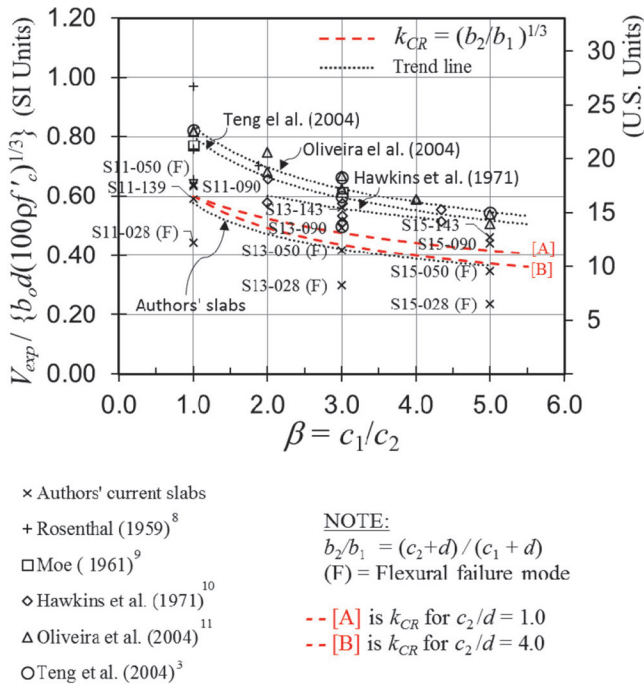 k_CR = (b₂/b₁)^1/3
Trend line
1.20
1.00
0.80
0.60
0.40
0.20
0.00
V_exp / {b_o d(100ρf'_c)^1/3} (SI Units)
30
25
20
15
10
5
(U.S. Units)
Teng el al. (2004)
Oliveira el al. (2004)
Hawkins et al. (1971)
S11-050 (F)
S11-139
S11-090
S11-028 (F)
S13-143
S13-090
S13-050 (F)
S13-028 (F)
S15-143
S15-090
S15-050 (F)
S15-028 (F)
[A]
[B]
Authors' slabs
0.0 1.0 2.0 3.0 4.0 5.0 6.0
β = c₁/c₂
Authors' current slabs
Rosenthal (1959)⁸
Moe ( 1961)⁹
Hawkins et al. (1971)¹⁰
Oliveira et al. (2004)¹¹
Teng et al. (2004)³
NOTE:
b₂/b₁ = (c₂+d) / (c₁ + d)
(F) = Flexural failure mode
[A] is k_CR for c₂/d = 1.0
[B] is k_CR for c₂/d = 4.0